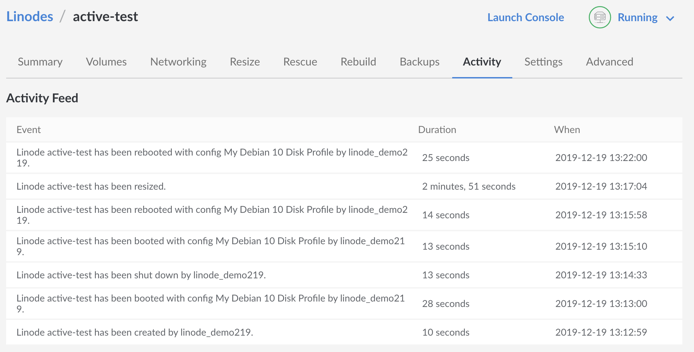 Linodes / active-test Launch Console Running
Summary Volumes Networking Resize Rescue Rebuild Backups Activity Settings Advanced
Activity Feed
Event Duration When
Linode active-test has been rebooted with config My Debian 10 Disk Profile by linode_demo2
19. 25 seconds 2019-12-19 13:22:00
Linode active-test has been resized. 2 minutes, 51 seconds 2019-12-19 13:17:04
Linode active-test has been rebooted with config My Debian 10 Disk Profile by linode_demo2
19. 14 seconds 2019-12-19 13:15:58
Linode active-test has been booted with config My Debian 10 Disk Profile by linode_demo21
9. 13 seconds 2019-12-19 13:15:10
Linode active-test has been shut down by linode_demo219. 13 seconds 2019-12-19 13:14:33
Linode active-test has been booted with config My Debian 10 Disk Profile by linode_demo21
9. 28 seconds 2019-12-19 13:13:00
Linode active-test has been created by linode_demo219. 10 seconds 2019-12-19 13:12:59